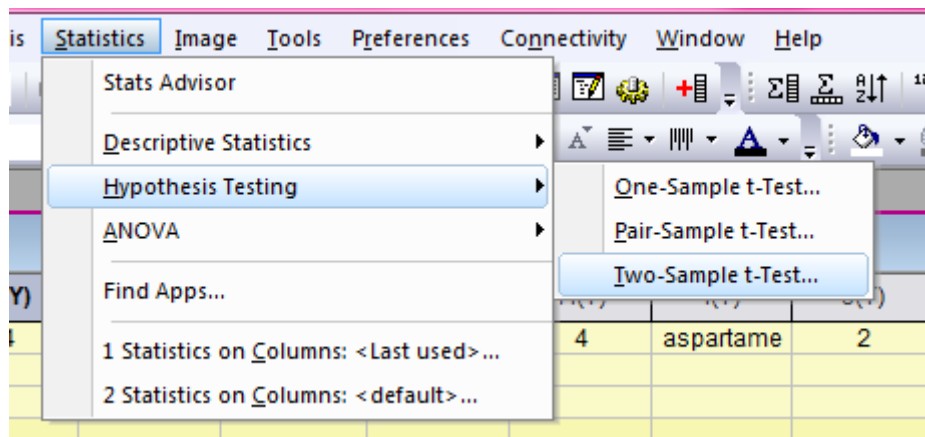 is Statistics Image Tools Preferences Connectivity Window Help
Stats Advisor
Descriptive Statistics
Hypothesis Testing
ANOVA
Find Apps...
1 Statistics on Columns: <Last used>...
2 Statistics on Columns: <default>...
One-Sample t-Test...
Pair-Sample t-Test...
Two-Sample t-Test...
Y)
4 aspartame 2